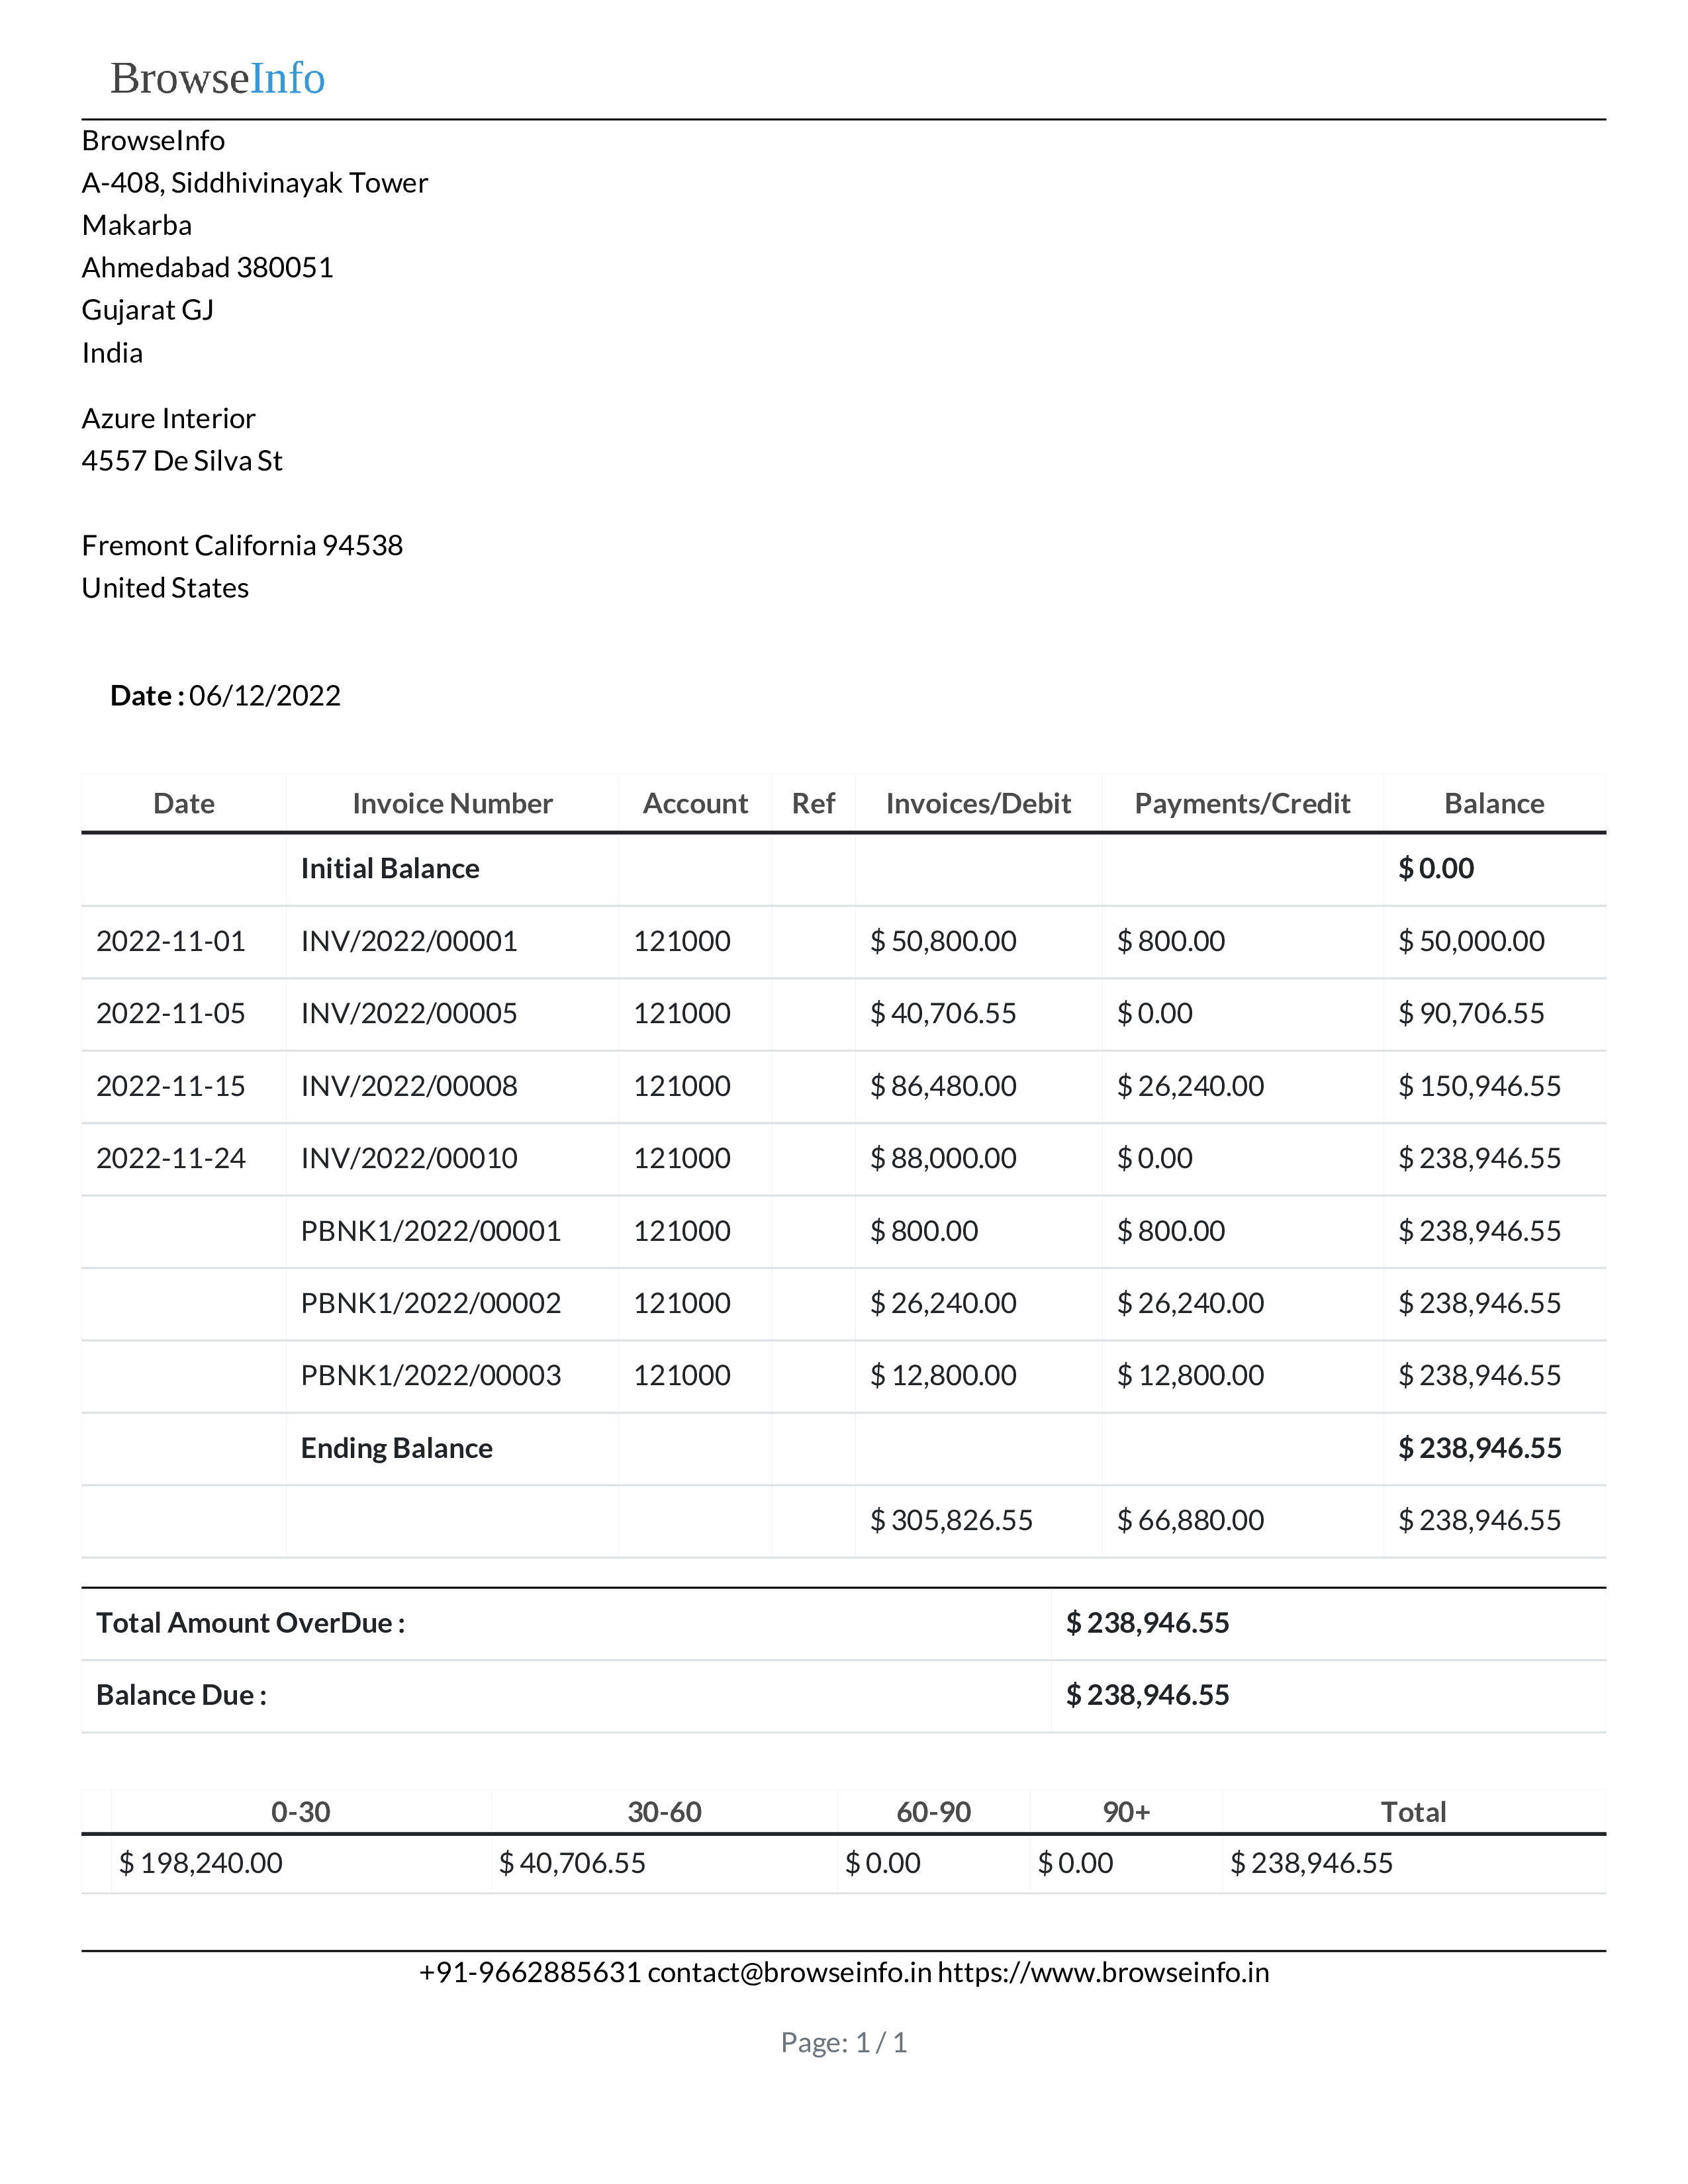 BrowseInfo
BrowseInfo
A-408, Siddhivinayak Tower
Makarba
Ahmedabad 380051
Gujarat GJ
India
Azure Interior
4557 De Silva St
Fremont California 94538
United States
Date : 06/12/2022
Date Invoice Number Account Ref Invoices/Debit Payments/Credit Balance
Initial Balance $ 0.00
2022-11-01 INV/2022/00001 121000 $ 50,800.00 $ 800.00 $ 50,000.00
2022-11-05 INV/2022/00005 121000 $ 40,706.55 $ 0.00 $ 90,706.55
2022-11-15 INV/2022/00008 121000 $ 86,480.00 $ 26,240.00 $ 150,946.55
2022-11-24 INV/2022/00010 121000 $ 88,000.00 $ 0.00 $ 238,946.55
PBNK1/2022/00001 121000 $ 800.00 $ 800.00 $ 238,946.55
PBNK1/2022/00002 121000 $ 26,240.00 $ 26,240.00 $ 238,946.55
PBNK1/2022/00003 121000 $ 12,800.00 $ 12,800.00 $ 238,946.55
Ending Balance $ 238,946.55
$ 305,826.55 $ 66,880.00 $ 238,946.55
Total Amount OverDue : $ 238,946.55
Balance Due : $ 238,946.55
0-30 30-60 60-90 90+ Total
$ 198,240.00 $ 40,706.55 $ 0.00 $ 0.00 $ 238,946.55
+91-9662885631 contact@browseinfo.in https://www.browseinfo.in
Page: 1 / 1